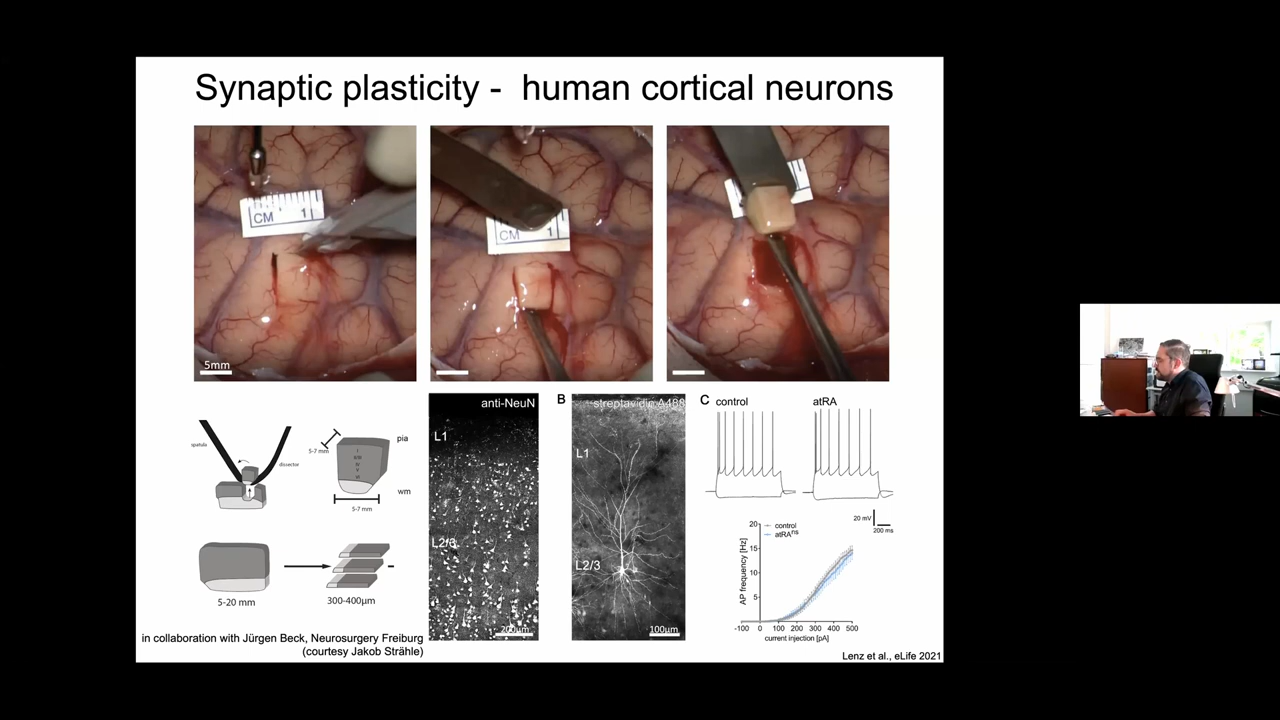 Synaptic plasticity - human cortical neurons
CM 1
5mm
CM 1
spatula
dissector
5-7 mm
pia
wm
5-7 mm
5-20 mm
300-400µm
in collaboration with Jürgen Beck, Neurosurgery Freiburg
(courtesy Jakob Strähle)
anti-NeuN
L1
L2/3
200µm
B
streptavidin A488
L1
L2/3
100µm
C
control
atRA
20 mV
200 ms
control
atRA
ns
AP frequency [Hz]
20
15
10
5
-100 0 100 200 300 400 500
current injection [pA]
Lenz et al., eLife 2021